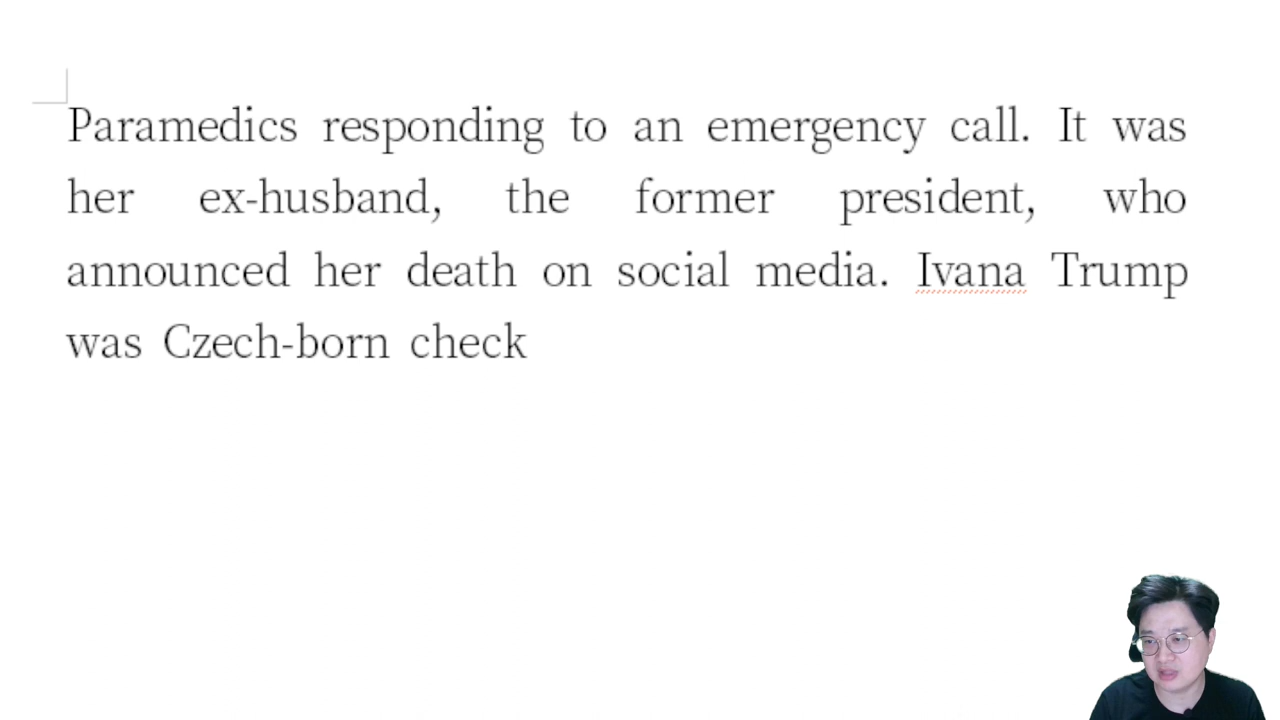 Paramedics responding to an emergency call. It was
her ex-husband, the former president, who
announced her death on social media. Ivana Trump
was Czech-born check